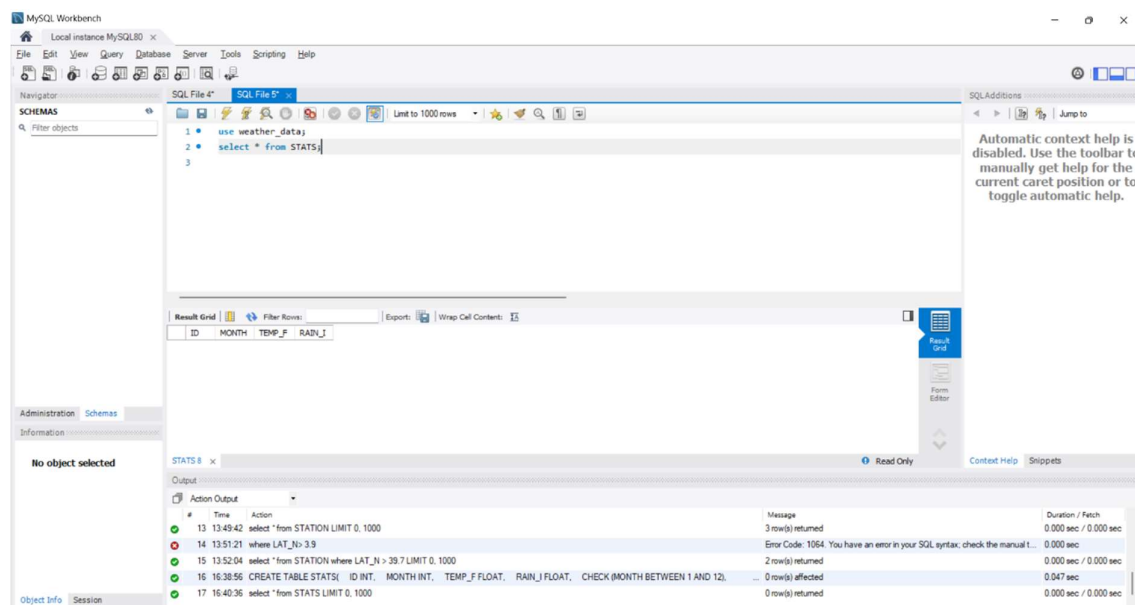 MySQL Workbench
Local instance MySQL80 ×
File Edit View Query Database Server Tools Scripting Help
Navigator
SCHEMAS
Filter objects
SQL File 4* SQL File 5* ×
Limit to 1000 rows
1 use weather_data;
2 select * from STATS;
3
SQLAdditions
Jump to
Automatic context help is
disabled. Use the toolbar to
manually get help for the
current caret position or to
toggle automatic help.
Result Grid Filter Rows: Export: Wrap Cell Content:
ID MONTH TEMP_F RAIN_I
Result
Grid
Form
Editor
Administration Schemas
Information
No object selected
STATS 8 × Read Only
Context Help Snippets
Output
Action Output
# Time Action Message Duration / Fetch
13 13:49:42 select * from STATION LIMIT 0, 1000 3 row(s) returned 0.000 sec / 0.000 sec
14 13:51:21 where LAT_N> 3.9 Error Code: 1064. You have an error in your SQL syntax; check the manual t... 0.000 sec
15 13:52:04 select * from STATION where LAT_N > 39.7 LIMIT 0, 1000 2 row(s) returned 0.000 sec / 0.000 sec
16 16:38:56 CREATE TABLE STATS( ID INT, MONTH INT, TEMP_F FLOAT, RAIN_I FLOAT, CHECK (MONTH BETWEEN 1 AND 12), ... 0 row(s) affected 0.047 sec
17 16:40:36 select * from STATS LIMIT 0, 1000 0 row(s) returned 0.000 sec / 0.000 sec
Object Info Session